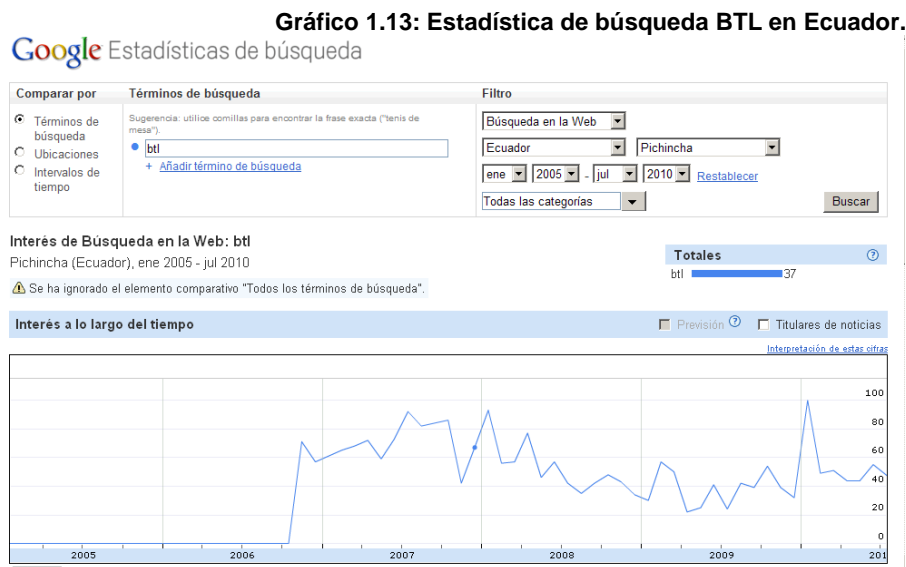 Gráfico 1.13: Estadística de búsqueda BTL en Ecuador.
Google Estadísticas de búsqueda
Comparar por Términos de búsqueda Filtro
Términos de búsqueda
Ubicaciones
Intervalos de tiempo
Sugerencia: utilice comillas para encontrar la frase exacta ("tenis de mesa").
btl
+ Añadir término de búsqueda
Búsqueda en la Web
Ecuador Pichincha
ene 2005 - jul 2010 Restablecer
Todas las categorías Buscar
Interés de Búsqueda en la Web: btl
Pichincha (Ecuador), ene 2005 - jul 2010
Se ha ignorado el elemento comparativo "Todos los términos de búsqueda".
Totales ?
btl 37
Interés a lo largo del tiempo Previsión ? Titulares de noticias
Interpretación de estas cifras
100
80
60
40
20
0
2005 2006 2007 2008 2009 201